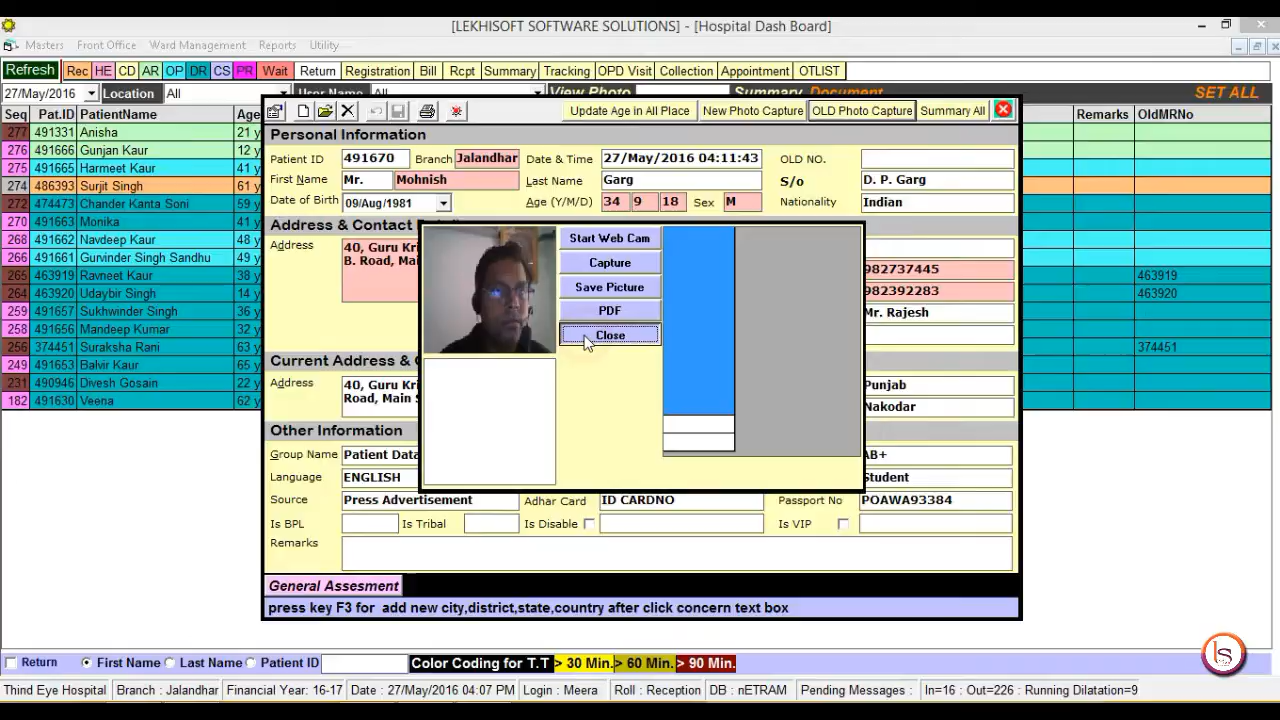 [LEKHISOFT SOFTWARE SOLUTIONS] - [Hospital Dash Board]
Masters Front Office Ward Management Reports Utility
Refresh Rec HE CD AR OP DR CS PR Wait Return Registration Bill Rcpt Summary Tracking OPD Visit Collection Appointment OTLIST
27/May/2016 Location All User Name All View Photo Summary Document SET ALL
Seq Pat.ID PatientName Age Remarks OldMRNo
277 491331 Anisha 21 y
276 491666 Gunjan Kaur 12 y
275 491665 Harmeet Kaur 41 y
274 486393 Surjit Singh 61 y
272 474473 Chander Kanta Soni 59 y
270 491663 Monika
268 491662 Navdeep Kaur 48 y
266 491661 Gurvinder Singh Sandhu 49 y
265 463919 Ravneet Kaur 38 y 463919
264 463920 Udaybir Singh 14 y 463920
259 491657 Sukhwinder Singh 36 y
258 491656 Mandeep Kumar 32 y
256 374451 Suraksha Rani 63 y 374451
249 491653 Balvir Kaur 65 y
231 490946 Divesh Gosain 22 y
182 491630 Veena 62 y
Update Age in All Place New Photo Capture OLD Photo Capture Summary All
Personal Information
Patient ID 491670 Branch Jalandhar Date & Time 27/May/2016 04:11:43 OLD NO.
First Name Mr. Mohnish Last Name Garg S/o D. P. Garg
Date of Birth 09/Aug/1981 Age (Y/M/D) 34 9 18 Sex M Nationality Indian
Address & Contact
Address 40, Guru Kri
B. Road, Main
982737445
982392283
Mr. Rajesh
Start Web Cam
Capture
Save Picture
PDF
Close
Current Address &
Address 40, Guru Kri Punjab
Road, Main Nakodar
Other Information
Group Name Patient Data AB+
Language ENGLISH Student
Source Press Advertisement Adhar Card ID CARDNO Passport No POAWA93384
Is BPL Is Tribal Is Disable Is VIP
Remarks
General Assesment
press key F3 for add new city,district,state,country after click concern text box
Return First Name Last Name Patient ID Color Coding for T.T > 30 Min. > 60 Min. > 90 Min.
Third Eye Hospital Branch : Jalandhar Financial Year: 16-17 Date : 27/May/2016 04:07 PM Login : Meera Roll : Reception DB : nETRAM Pending Messages : In=16 : Out=226 : Running Dilatation=9
ls